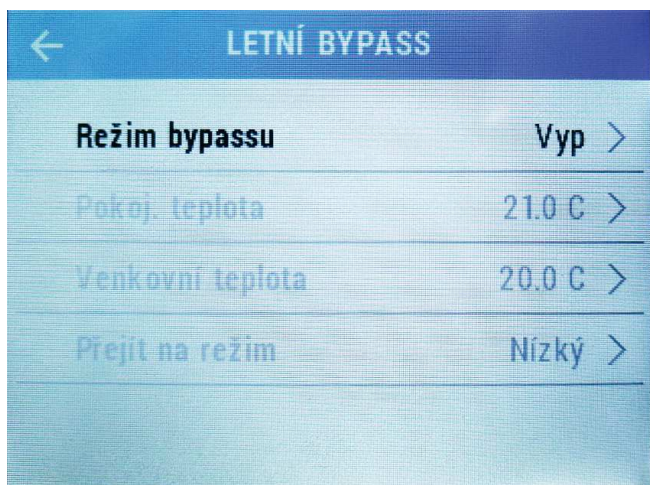 LETNÍ BYPASS
Režim bypassu Vyp
Pokoj. teplota 21.0 C
Venkovní teplota 20.0 C
Přejít na režim Nízký